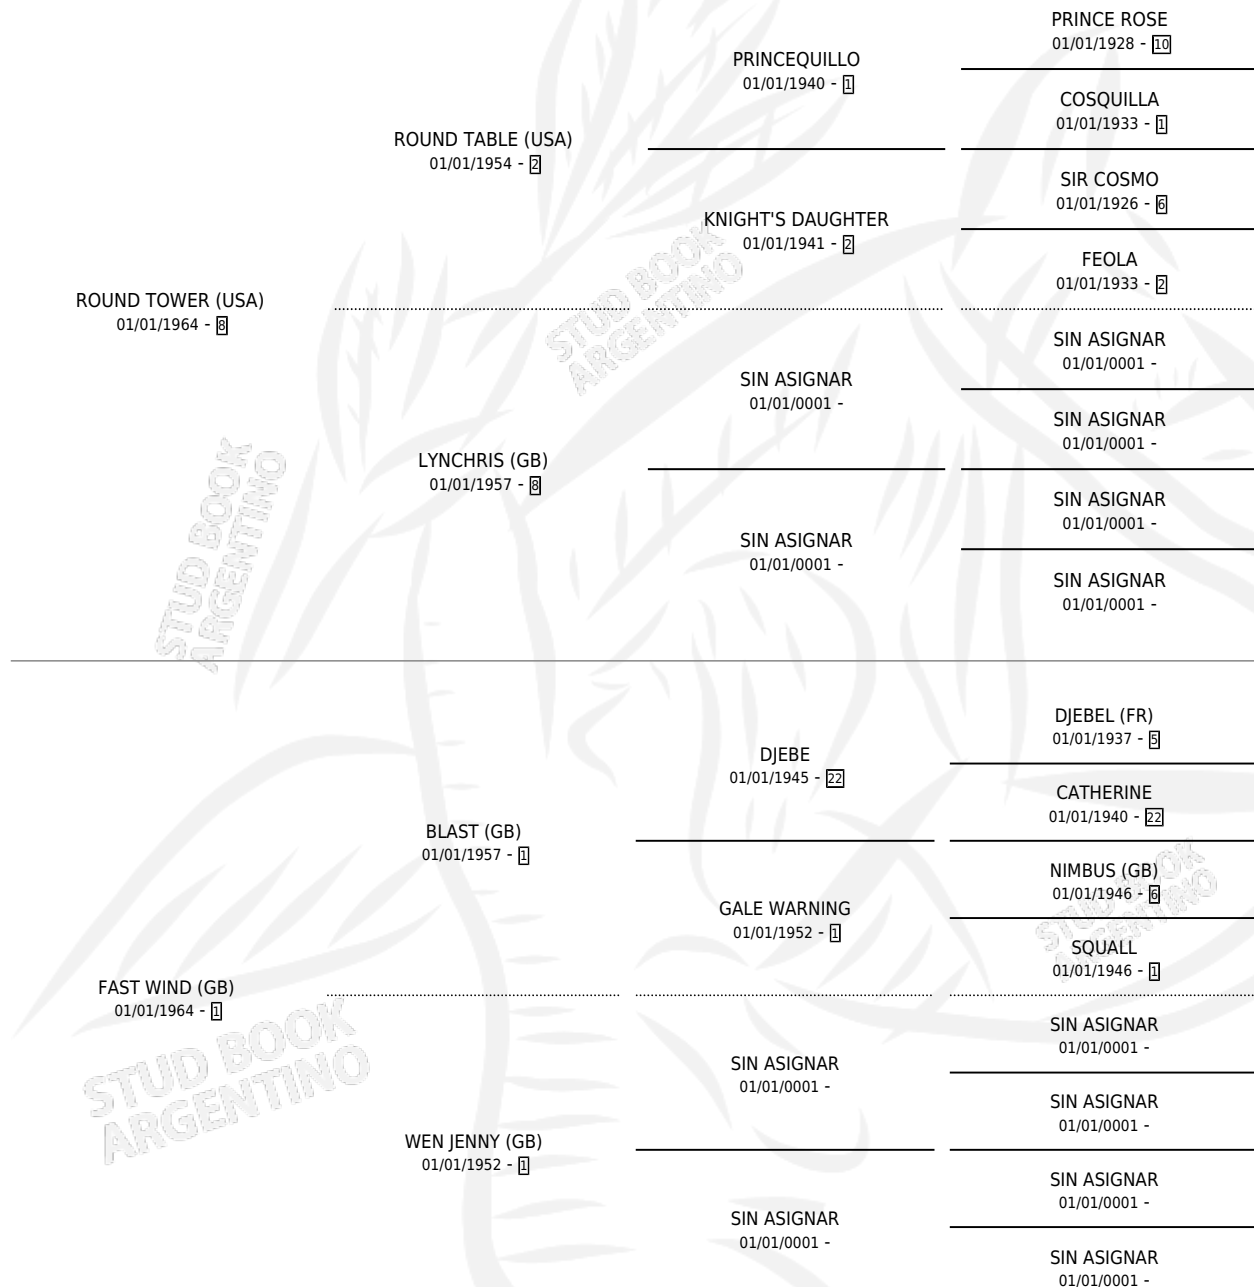 PRINCE ROSE
01/01/1928 - 10
PRINCEQUILLO
01/01/1940 - 1
COSQUILLA
01/01/1933 - 1
ROUND TABLE (USA)
01/01/1954 - 2
SIR COSMO
01/01/1926 - 6
KNIGHT'S DAUGHTER
01/01/1941 - 2
FEOLA
01/01/1933 - 2
ROUND TOWER (USA)
01/01/1964 - 8
SIN ASIGNAR
01/01/0001 -
SIN ASIGNAR
01/01/0001 -
SIN ASIGNAR
01/01/0001 -
LYNCHRIS (GB)
01/01/1957 - 8
SIN ASIGNAR
01/01/0001 -
SIN ASIGNAR
01/01/0001 -
SIN ASIGNAR
01/01/0001 -
STUD BOOK
ARGENTINO
STUD BOOK
ARGENTINO
DJEBEL (FR)
01/01/1937 - 5
DJEBE
01/01/1945 - 22
CATHERINE
01/01/1940 - 22
BLAST (GB)
01/01/1957 - 1
NIMBUS (GB)
01/01/1946 - 6
GALE WARNING
01/01/1952 - 1
SQUALL
01/01/1946 - 1
STUD BOOK
ARGENTINO
FAST WIND (GB)
01/01/1964 - 1
SIN ASIGNAR
01/01/0001 -
SIN ASIGNAR
01/01/0001 -
SIN ASIGNAR
01/01/0001 -
WEN JENNY (GB)
01/01/1952 - 1
SIN ASIGNAR
01/01/0001 -
SIN ASIGNAR
01/01/0001 -
SIN ASIGNAR
01/01/0001 -
STUD BOOK
ARGENTINO